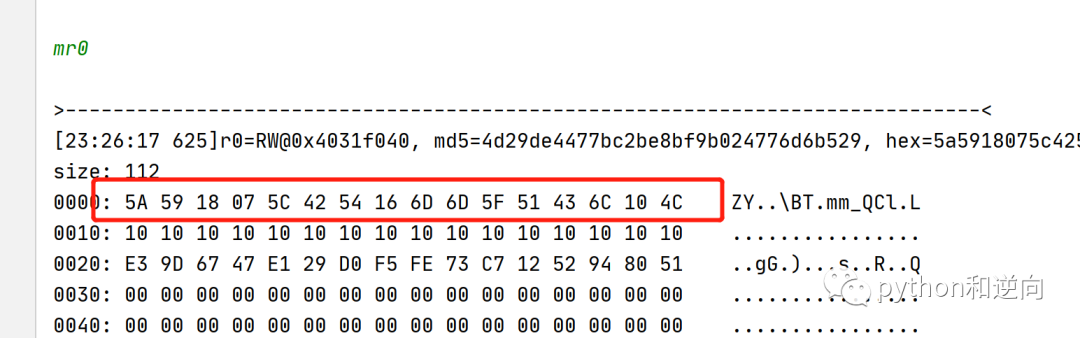 mr0
>-----------------------------------------------------------------------------<
[23:26:17 625]r0=RW@0x4031f040, md5=4d29de4477bc2be8bf9b024776d6b529, hex=5a5918075c425
size: 112
0000: 5A 59 18 07 5C 42 54 16 6D 6D 5F 51 43 6C 10 4C    ZY..\BT.mm_QCl.L
0010: 10 10 10 10 10 10 10 10 10 10 10 10 10 10 10 10    ................
0020: E3 9D 67 47 E1 29 D0 F5 FE 73 C7 12 52 94 80 51    ..gG.)...s..R..Q
0030: 00 00 00 00 00 00 00 00 00 00 00 00 00 00 00 00    ................
python和逆向
0040: 00 00 00 00 00 00 00 00 00 00 00 00 00 00 00 00    ................